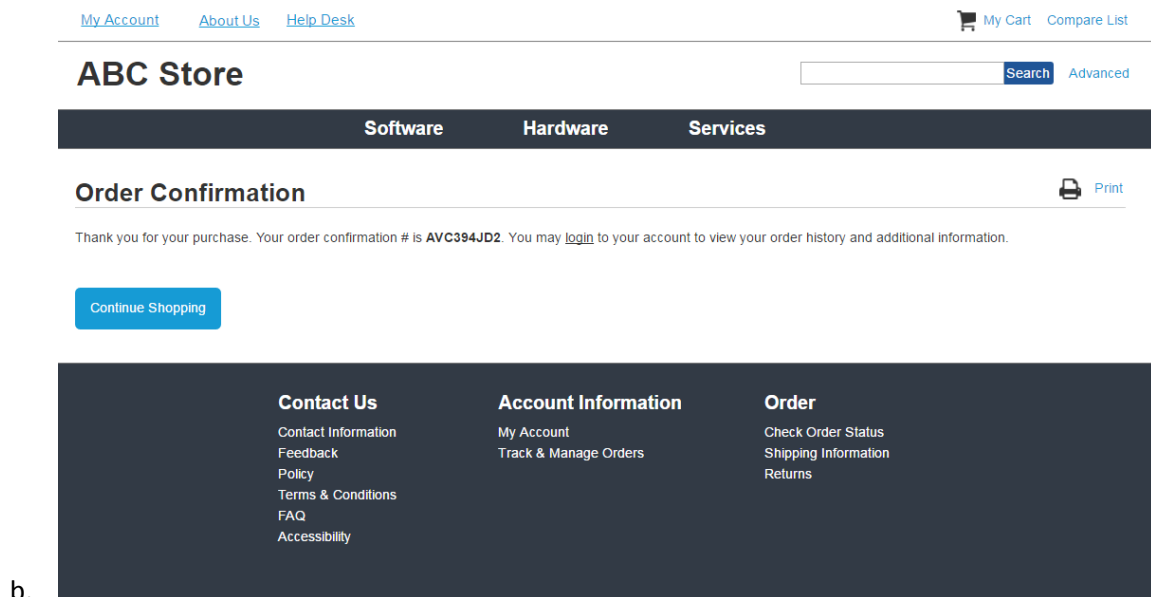 My Account About Us Help Desk My Cart Compare List
ABC Store Search Advanced
Software Hardware Services
Order Confirmation Print
Thank you for your purchase. Your order confirmation # is AVC394JD2. You may login to your account to view your order history and additional information.
Continue Shopping
Contact Us Account Information Order
Contact Information My Account Check Order Status
Feedback Track & Manage Orders Shipping Information
Policy Returns
Terms & Conditions
FAQ
Accessibility
b.